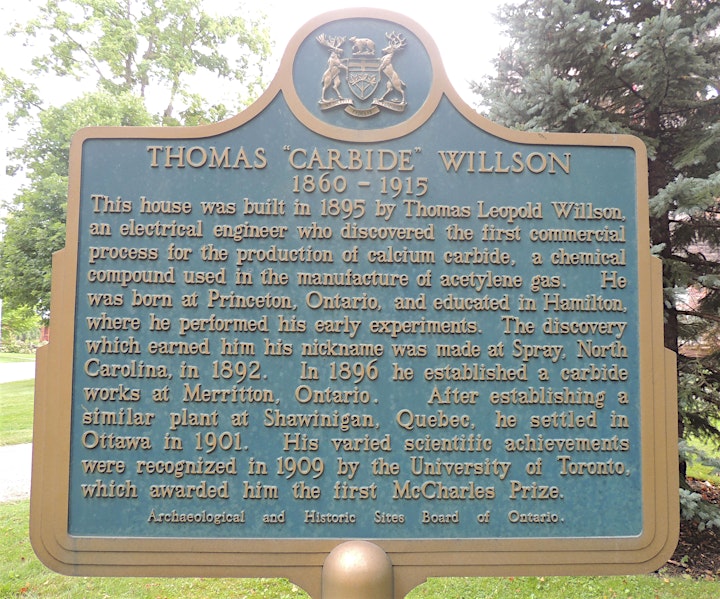 THOMAS "CARBIDE" WILLSON
1860 - 1915
This house was built in 1895 by Thomas Leopold Willson,
an electrical engineer who discovered the first commercial
process for the production of calcium carbide, a chemical
compound used in the manufacture of acetylene gas. He
was born at Princeton, Ontario, and educated in Hamilton,
where he performed his early experiments. The discovery
which earned him his nickname was made at Spray, North
Carolina, in 1892. In 1896 he established a carbide
works at Merritton, Ontario. After establishing a
similar plant at Shawinigan, Quebec, he settled in
Ottawa in 1901. His varied scientific achievements
were recognized in 1909 by the University of Toronto,
which awarded him the first McCharles Prize.
Archaeological and Historic Sites Board of Ontario.